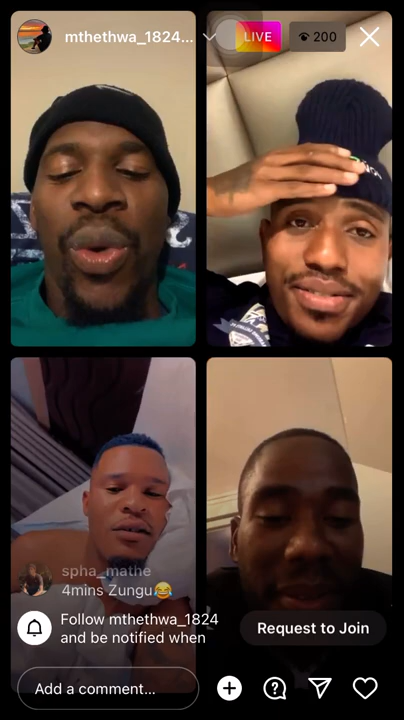 mthethwa_1824...
LIVE
200
spha_mathe
4mins Zungu😂
Follow mthethwa_1824
and be notified when
Request to Join
Add a comment...